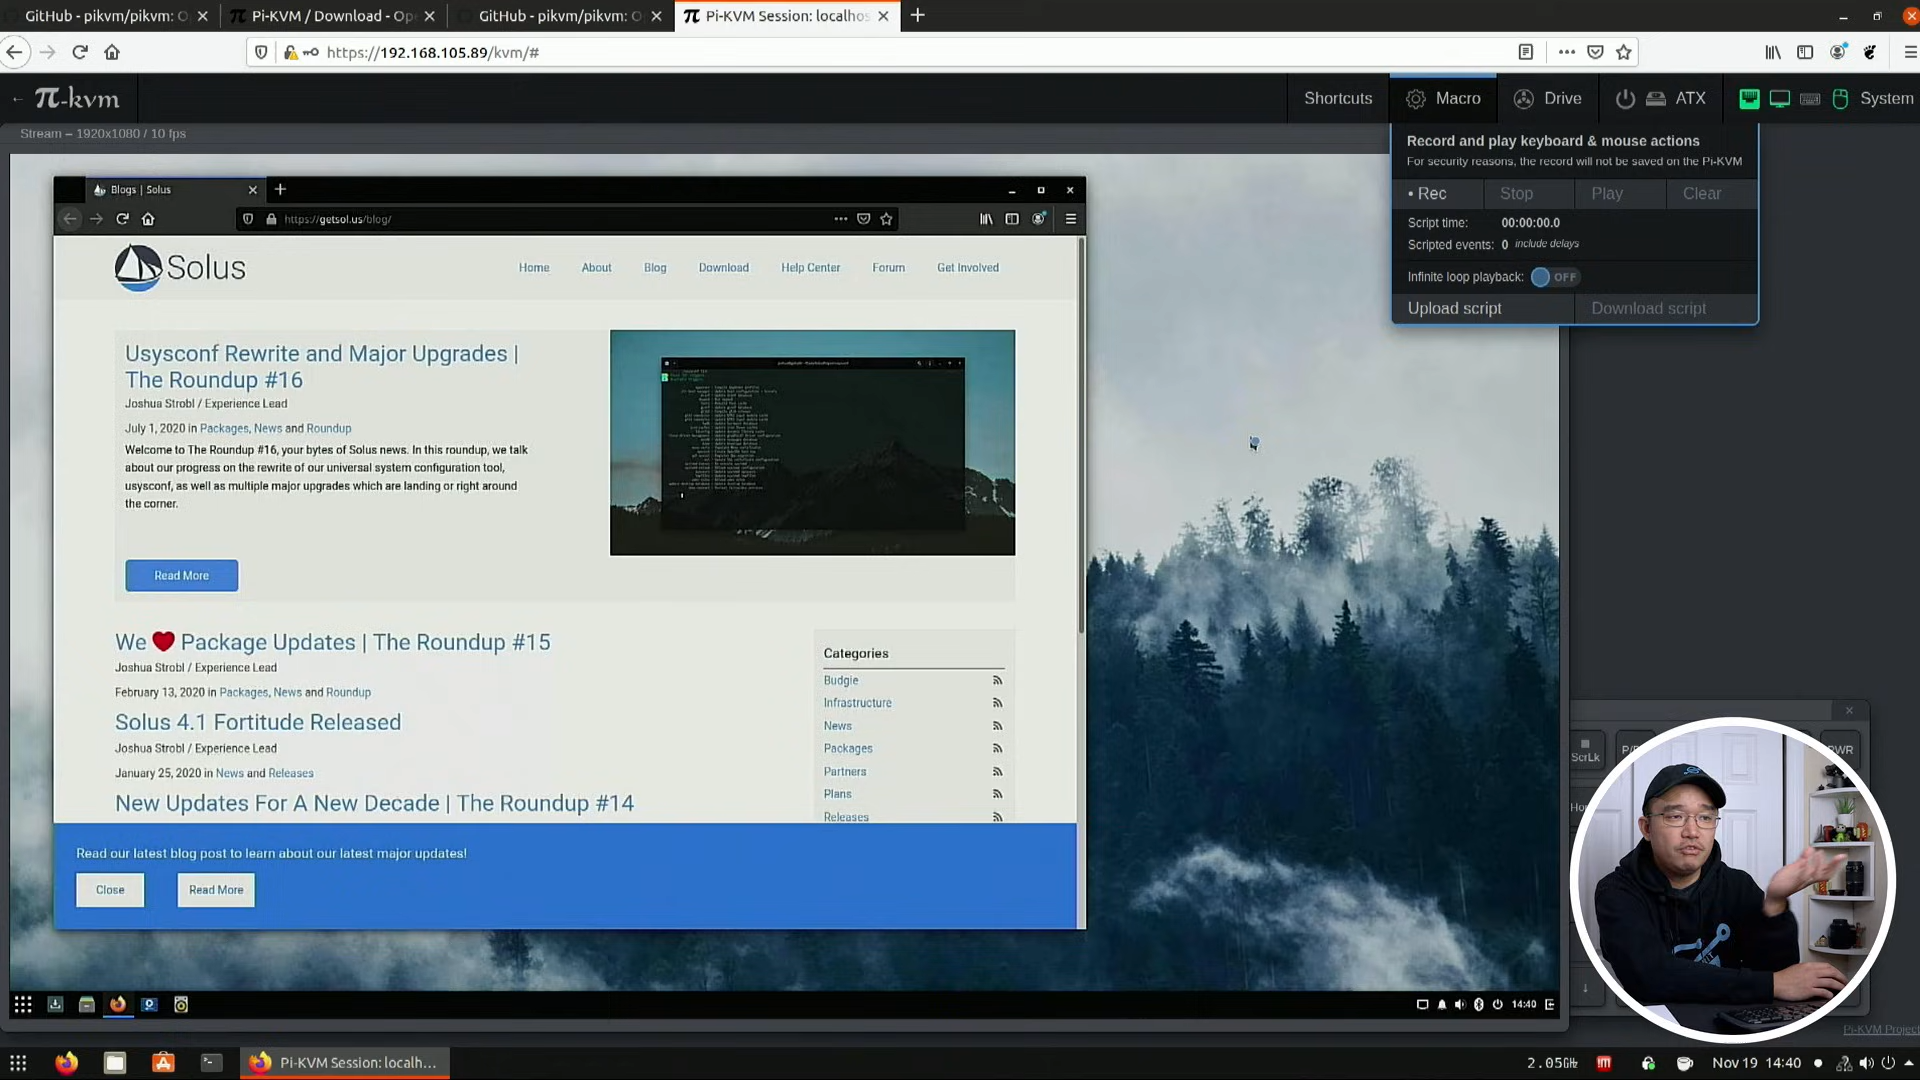 GitHub - pikvm/pikvm: O
Pi-KVM / Download - Ope
GitHub - pikvm/pikvm: O
Pi-KVM Session: localhos
https://192.168.105.89/kvm/#
← π-kvm
Shortcuts
Macro
Drive
ATX
System
Stream – 1920x1080 / 10 fps
Record and play keyboard & mouse actions
For security reasons, the record will not be saved on the Pi-KVM
• Rec
Stop
Play
Clear
Script time: 00:00:00.0
Scripted events: 0 include delays
Infinite loop playback: OFF
Upload script
Download script
Blogs | Solus
https://getsol.us/blog/
Solus
Home
About
Blog
Download
Help Center
Forum
Get Involved
Usysconf Rewrite and Major Upgrades |
The Roundup #16
Joshua Strobl / Experience Lead
July 1, 2020 in Packages, News and Roundup
Welcome to The Roundup #16, your bytes of Solus news. In this roundup, we talk
about our progress on the rewrite of our universal system configuration tool,
usysconf, as well as multiple major upgrades which are landing or right around
the corner.
Read More
We ❤ Package Updates | The Roundup #15
Joshua Strobl / Experience Lead
February 13, 2020 in Packages, News and Roundup
Solus 4.1 Fortitude Released
Joshua Strobl / Experience Lead
January 25, 2020 in News and Releases
New Updates For A New Decade | The Roundup #14
Categories
Budgie
Infrastructure
News
Packages
Partners
Plans
Releases
Read our latest blog post to learn about our latest major updates!
Close
Read More
14:40
ScrLk
P/B
PWR
Ho
↓
Pi-KVM Project
Pi-KVM Session: localh...
2.05GHz
Nov 19 14:40